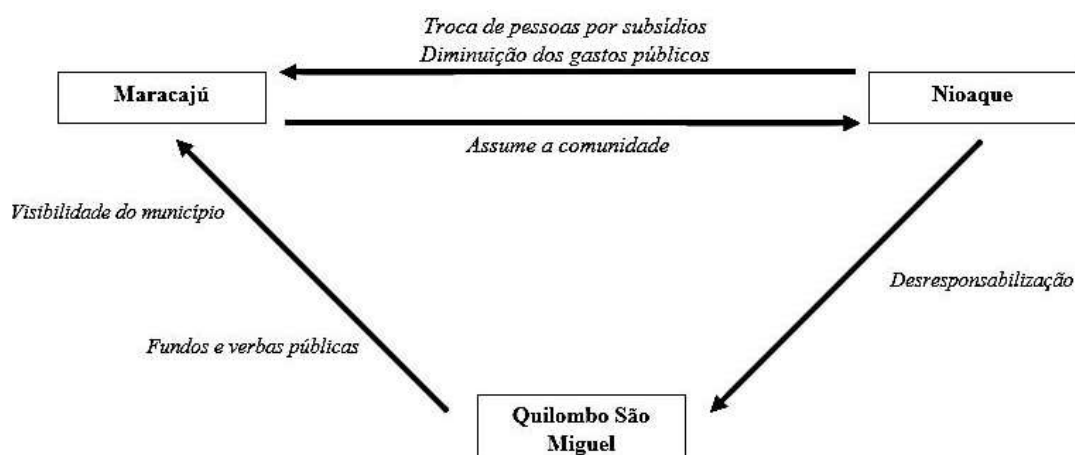 Troca de pessoas por subsídios
Diminuição dos gastos públicos
Maracajú
Nioaque
Assume a comunidade
Visibilidade do município
Desresponsabilização
Fundos e verbas públicas
Quilombo São
Miguel